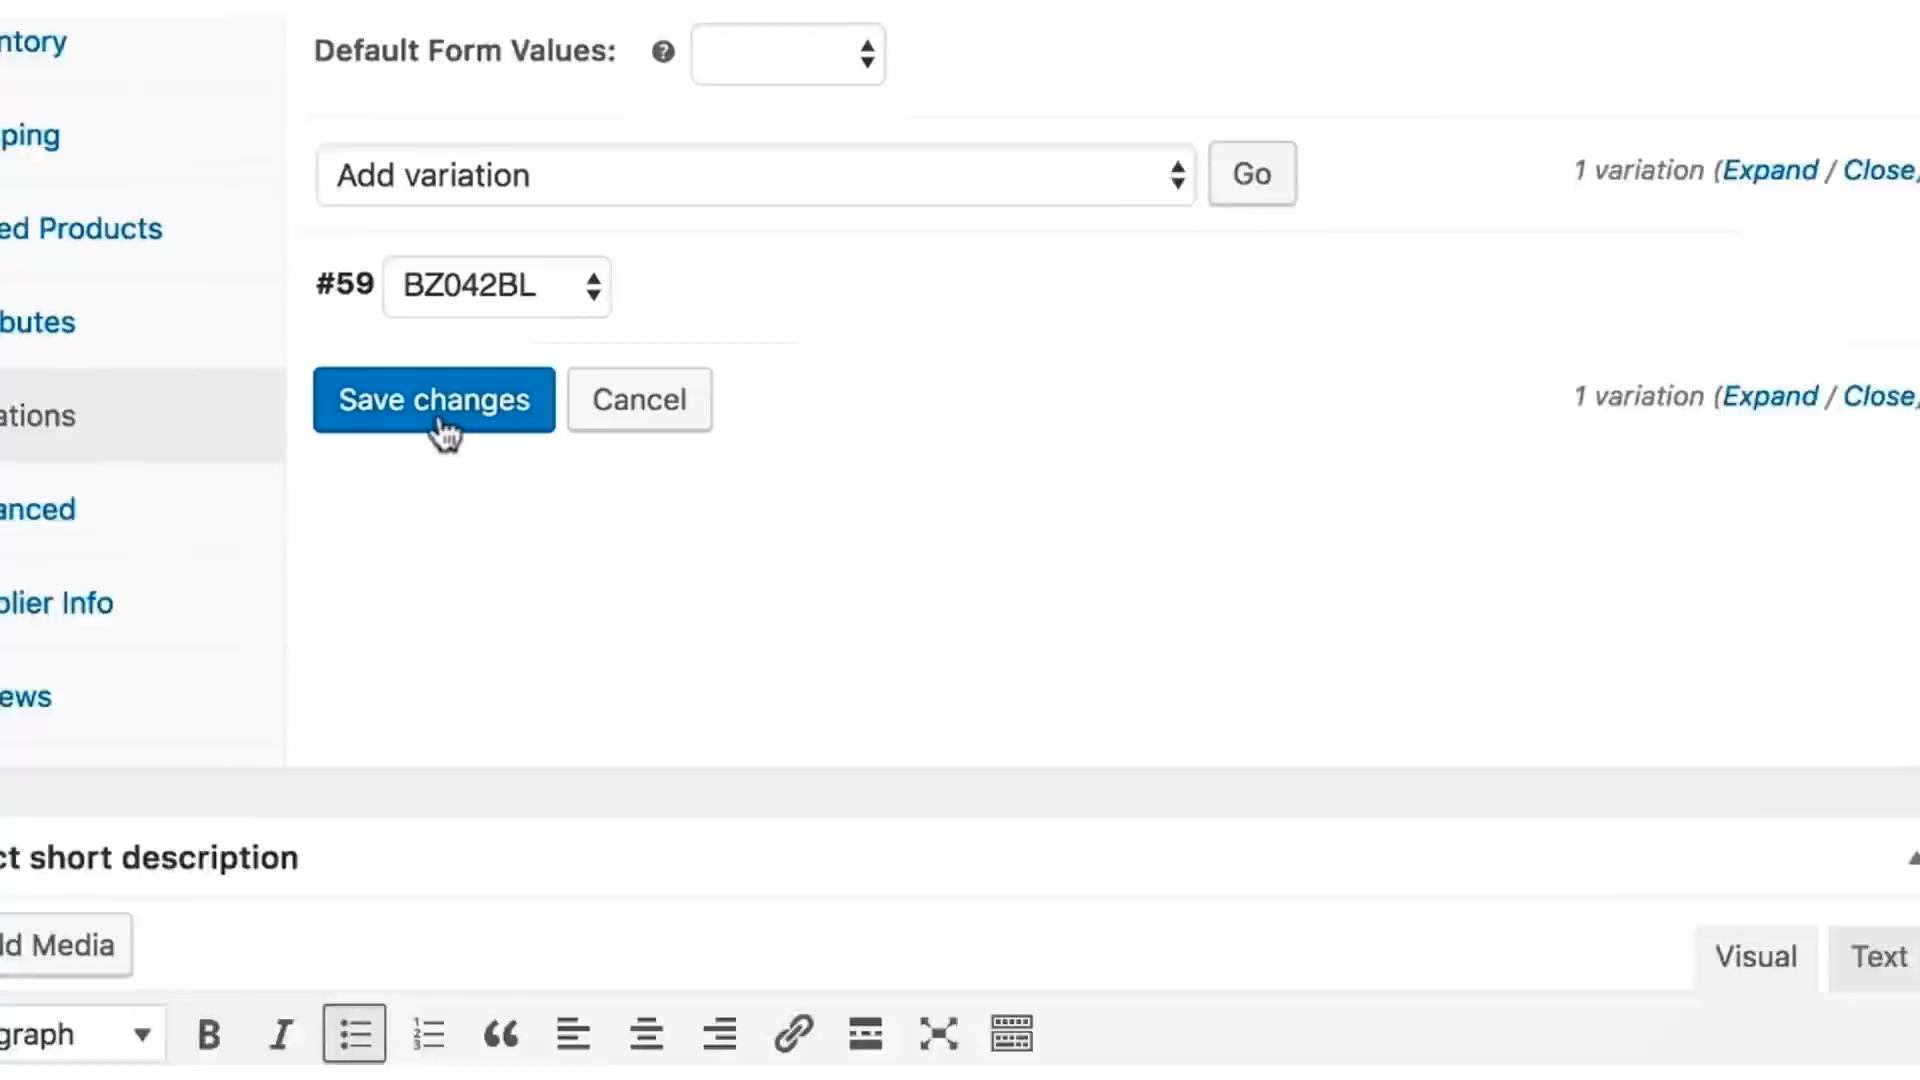 ntory
Default Form Values:
ping
Add variation
Go
1 variation (Expand / Close)
ed Products
#59 BZ042BL
butes
Save changes
Cancel
1 variation (Expand / Close)
ations
anced
plier Info
ews
ct short description
dd Media
Visual
Text
graph
B
I